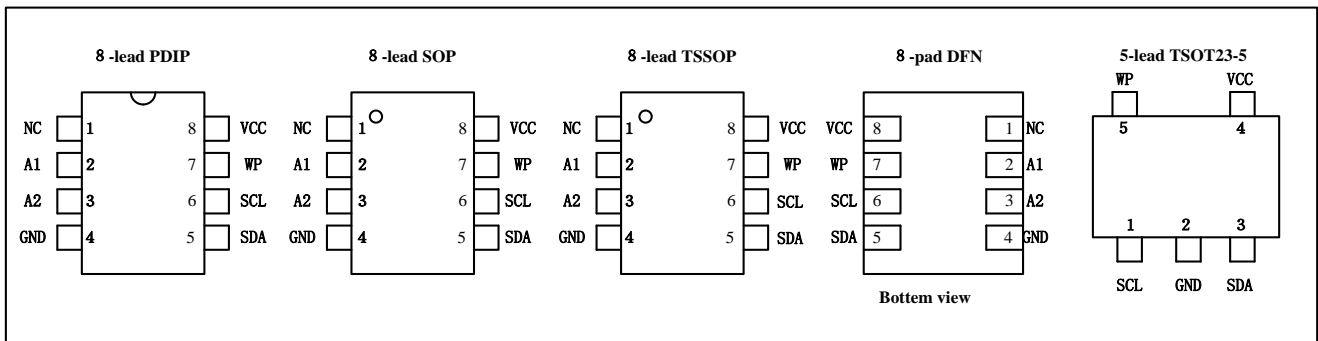 8 -lead PDIP
NC 1 8 VCC
A1 2 7 WP
A2 3 6 SCL
GND 4 5 SDA
8 -lead SOP
NC 1 8 VCC
A1 2 7 WP
A2 3 6 SCL
GND 4 5 SDA
8 -lead TSSOP
NC 1 8 VCC
A1 2 7 WP
A2 3 6 SCL
GND 4 5 SDA
8 -pad DFN
VCC 8 1 NC
WP 7 2 A1
SCL 6 3 A2
SDA 5 4 GND
Bottem view
5-lead TSOT23-5
WP VCC
5 4
1 2 3
SCL GND SDA